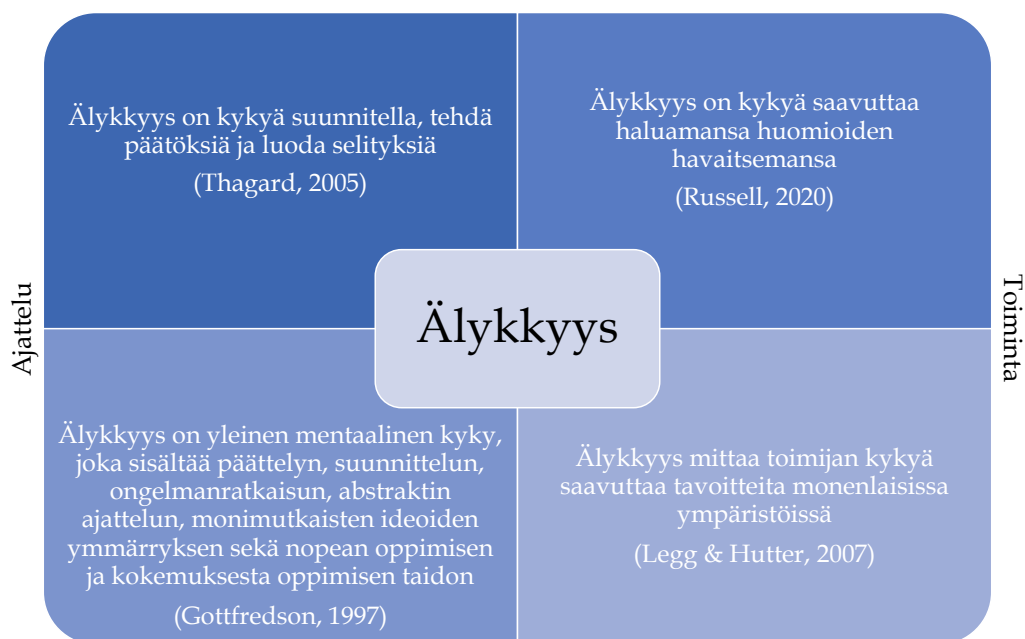 Älykkyys on kykyä suunnitella, tehdä
päätöksiä ja luoda selityksiä
(Thagard, 2005)
Älykkyys on kykyä saavuttaa
haluamansa huomioiden
havaitsemansa
(Russell, 2020)
Ajattelu
Älykkyys
Toiminta
Älykkyys on yleinen mentaalinen kyky,
joka sisältää päättelyn, suunnittelun,
ongelmanratkaisun, abstraktin
ajattelun, monimutkaisten ideoiden
ymmärryksen sekä nopean oppimisen
ja kokemuksesta oppimisen taidon
(Gottfredson, 1997)
Älykkyys mittaa toimijan kykyä
saavuttaa tavoitteita monenlaisissa
ympäristöissä
(Legg & Hutter, 2007)